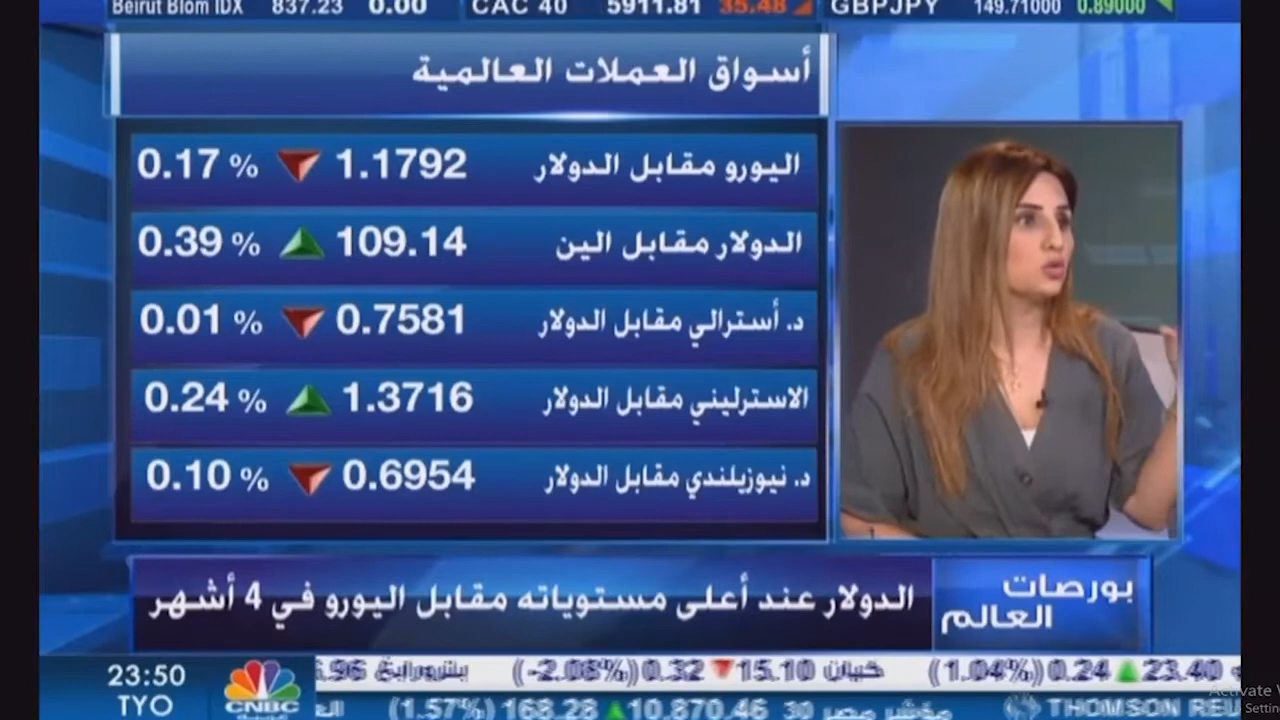 Beirut Blom IDX 837.23 0.00 CAC 40 5911.81 35.48 GBPJPY 149.71000 0.89000
أسواق العملات العالمية
اليورو مقابل الدولار 1.1792 0.17 %
الدولار مقابل الين 109.14 0.39 %
د. أسترالي مقابل الدولار 0.7581 0.01 %
الاسترليني مقابل الدولار 1.3716 0.24 %
د. نيوزيلندي مقابل الدولار 0.6954 0.10 %
بورصات العالم
الدولار عند أعلى مستوياته مقابل اليورو في 4 أشهر
23.40 0.24 (1.04%) 15.10 0.32 (-2.08%)
23:50
TYO
CNBC
عربية
THOMSON REU
10,870.46 (1.57%)
Activate
Settin